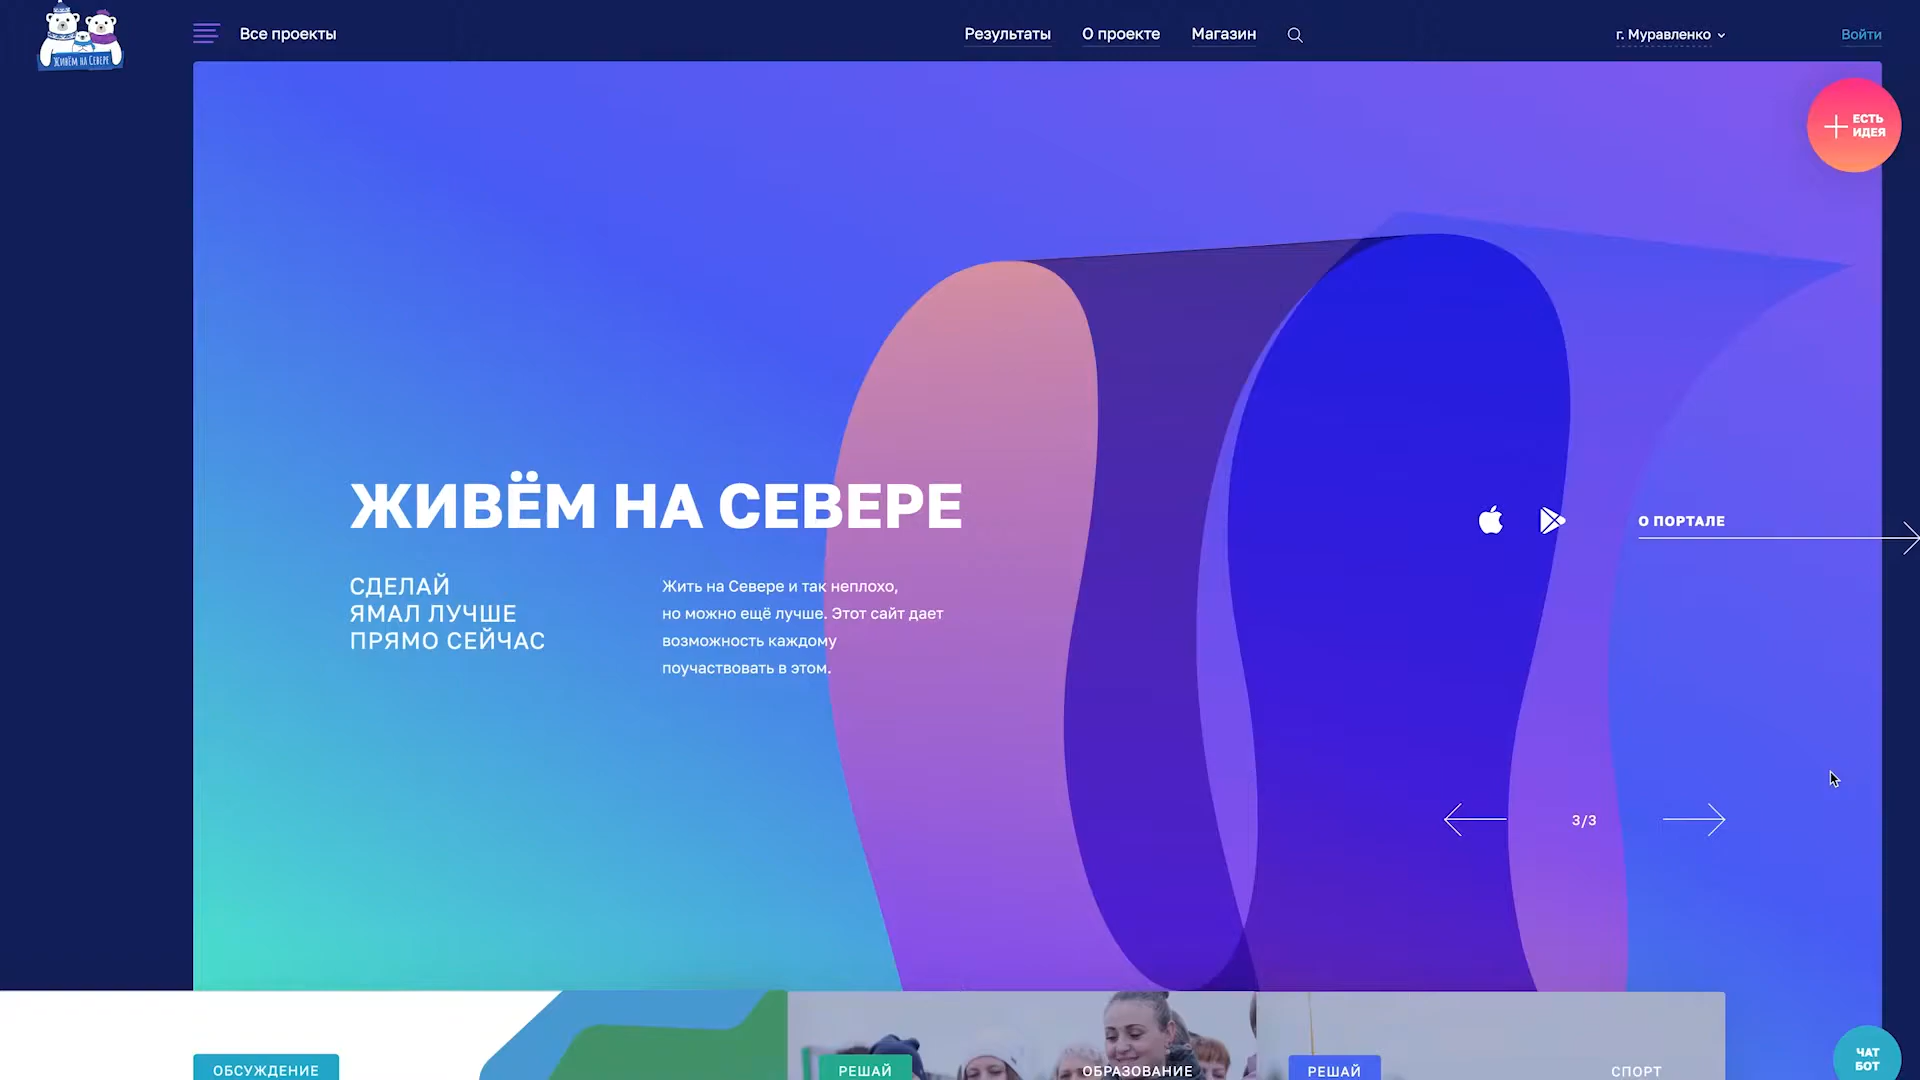 Живём на Севере
Все проекты
Результаты
О проекте
Магазин
г. Муравленко
Войти
ЕСТЬ
ИДЕЯ
ЖИВЁМ НА СЕВЕРЕ
О ПОРТАЛЕ
СДЕЛАЙ
ЯМАЛ ЛУЧШЕ
ПРЯМО СЕЙЧАС
Жить на Севере и так неплохо,
но можно ещё лучше. Этот сайт дает
возможность каждому
поучаствовать в этом.
3/3
ОБСУЖДЕНИЕ
РЕШАЙ
ОБРАЗОВАНИЕ
РЕШАЙ
СПОРТ
ЧАТ
БОТ